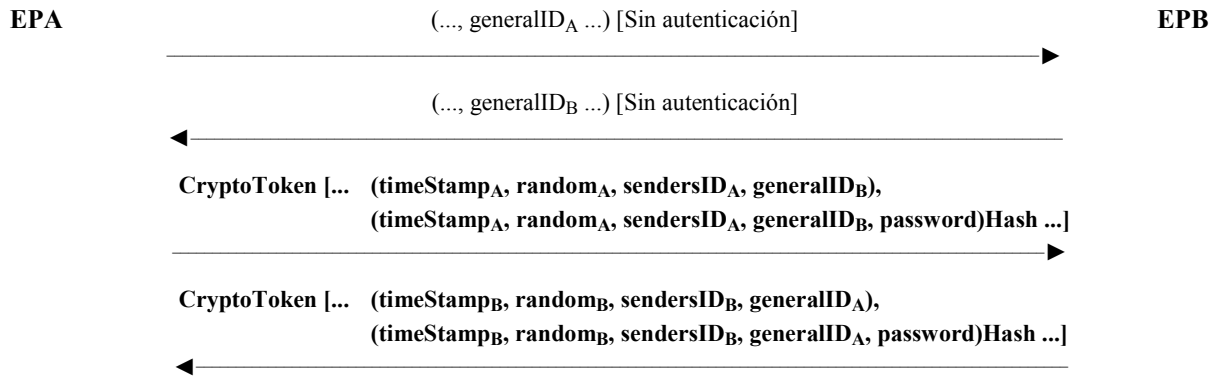 EPA (..., generalIDA ...) [Sin autenticación] EPB
(..., generalIDB ...) [Sin autenticación]
CryptoToken [... (timeStampA, randomA, sendersIDA, generalIDB),
(timeStampA, randomA, sendersIDA, generalIDB, password)Hash ...]
CryptoToken [... (timeStampB, randomB, sendersIDB, generalIDA),
(timeStampB, randomB, sendersIDB, generalIDA, password)Hash ...]